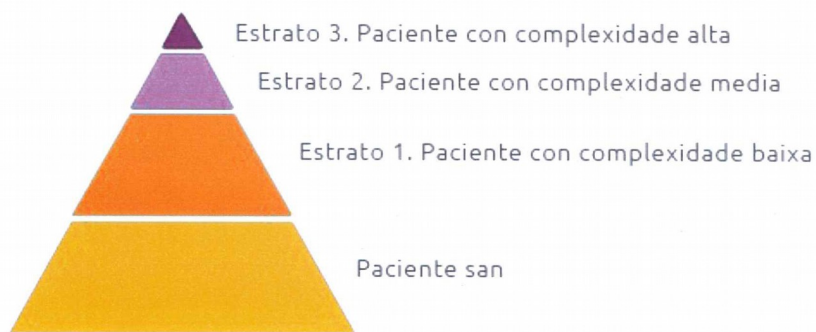 Estrato 3. Paciente con complexidade alta
Estrato 2. Paciente con complexidade media
Estrato 1. Paciente con complexidade baixa
Paciente san